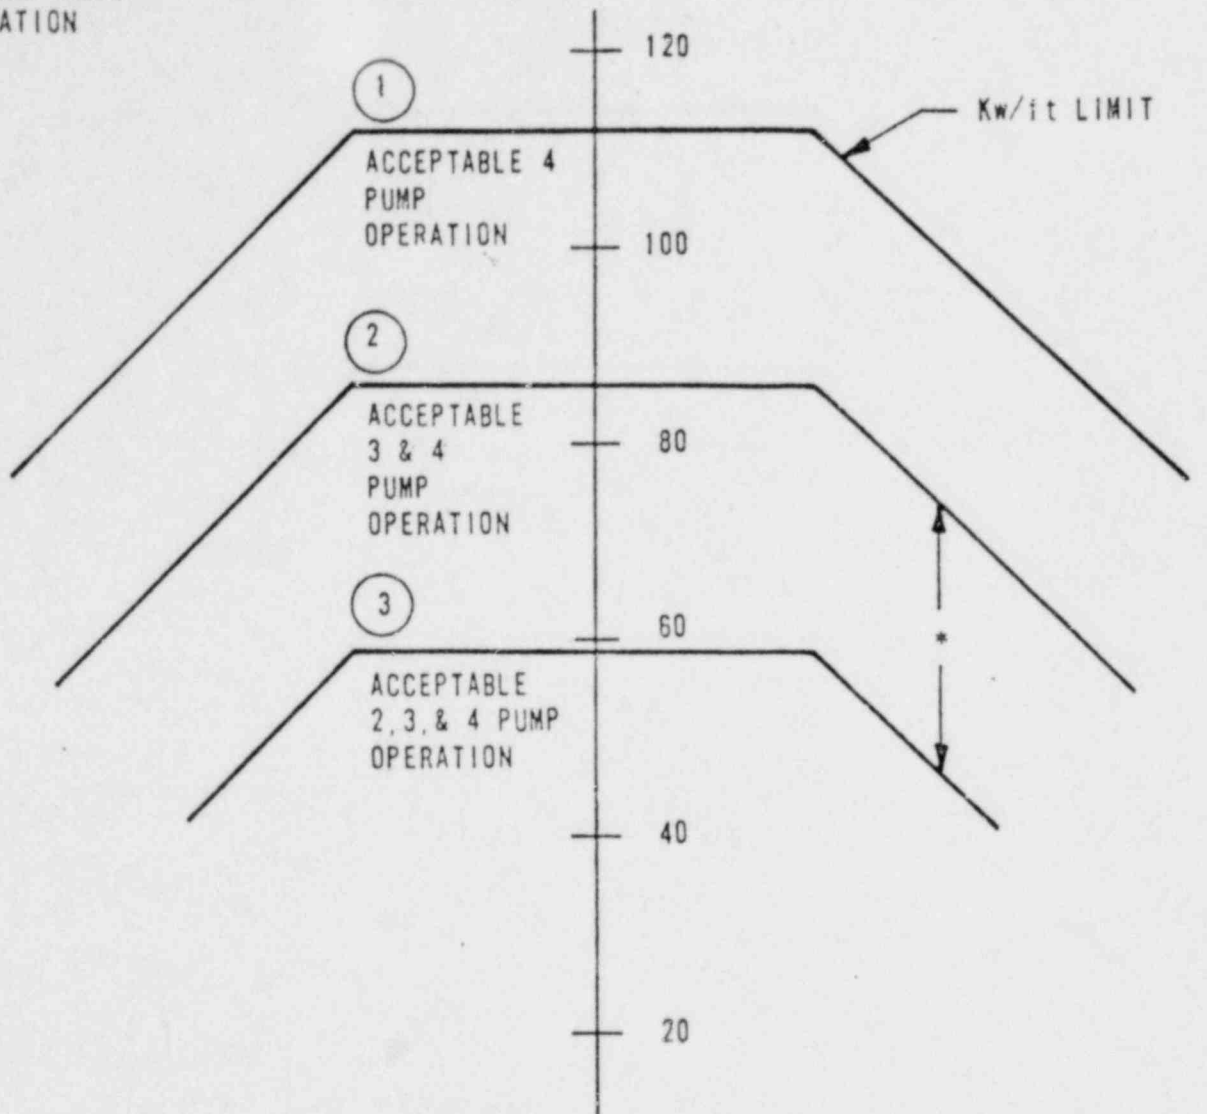 ATION
120
1
Kw/ft LIMIT
ACCEPTABLE 4
PUMP
OPERATION
100
2
ACCEPTABLE
3 & 4
PUMP
OPERATION
80
3
60
*
ACCEPTABLE
2,3,& 4 PUMP
OPERATION
40
20